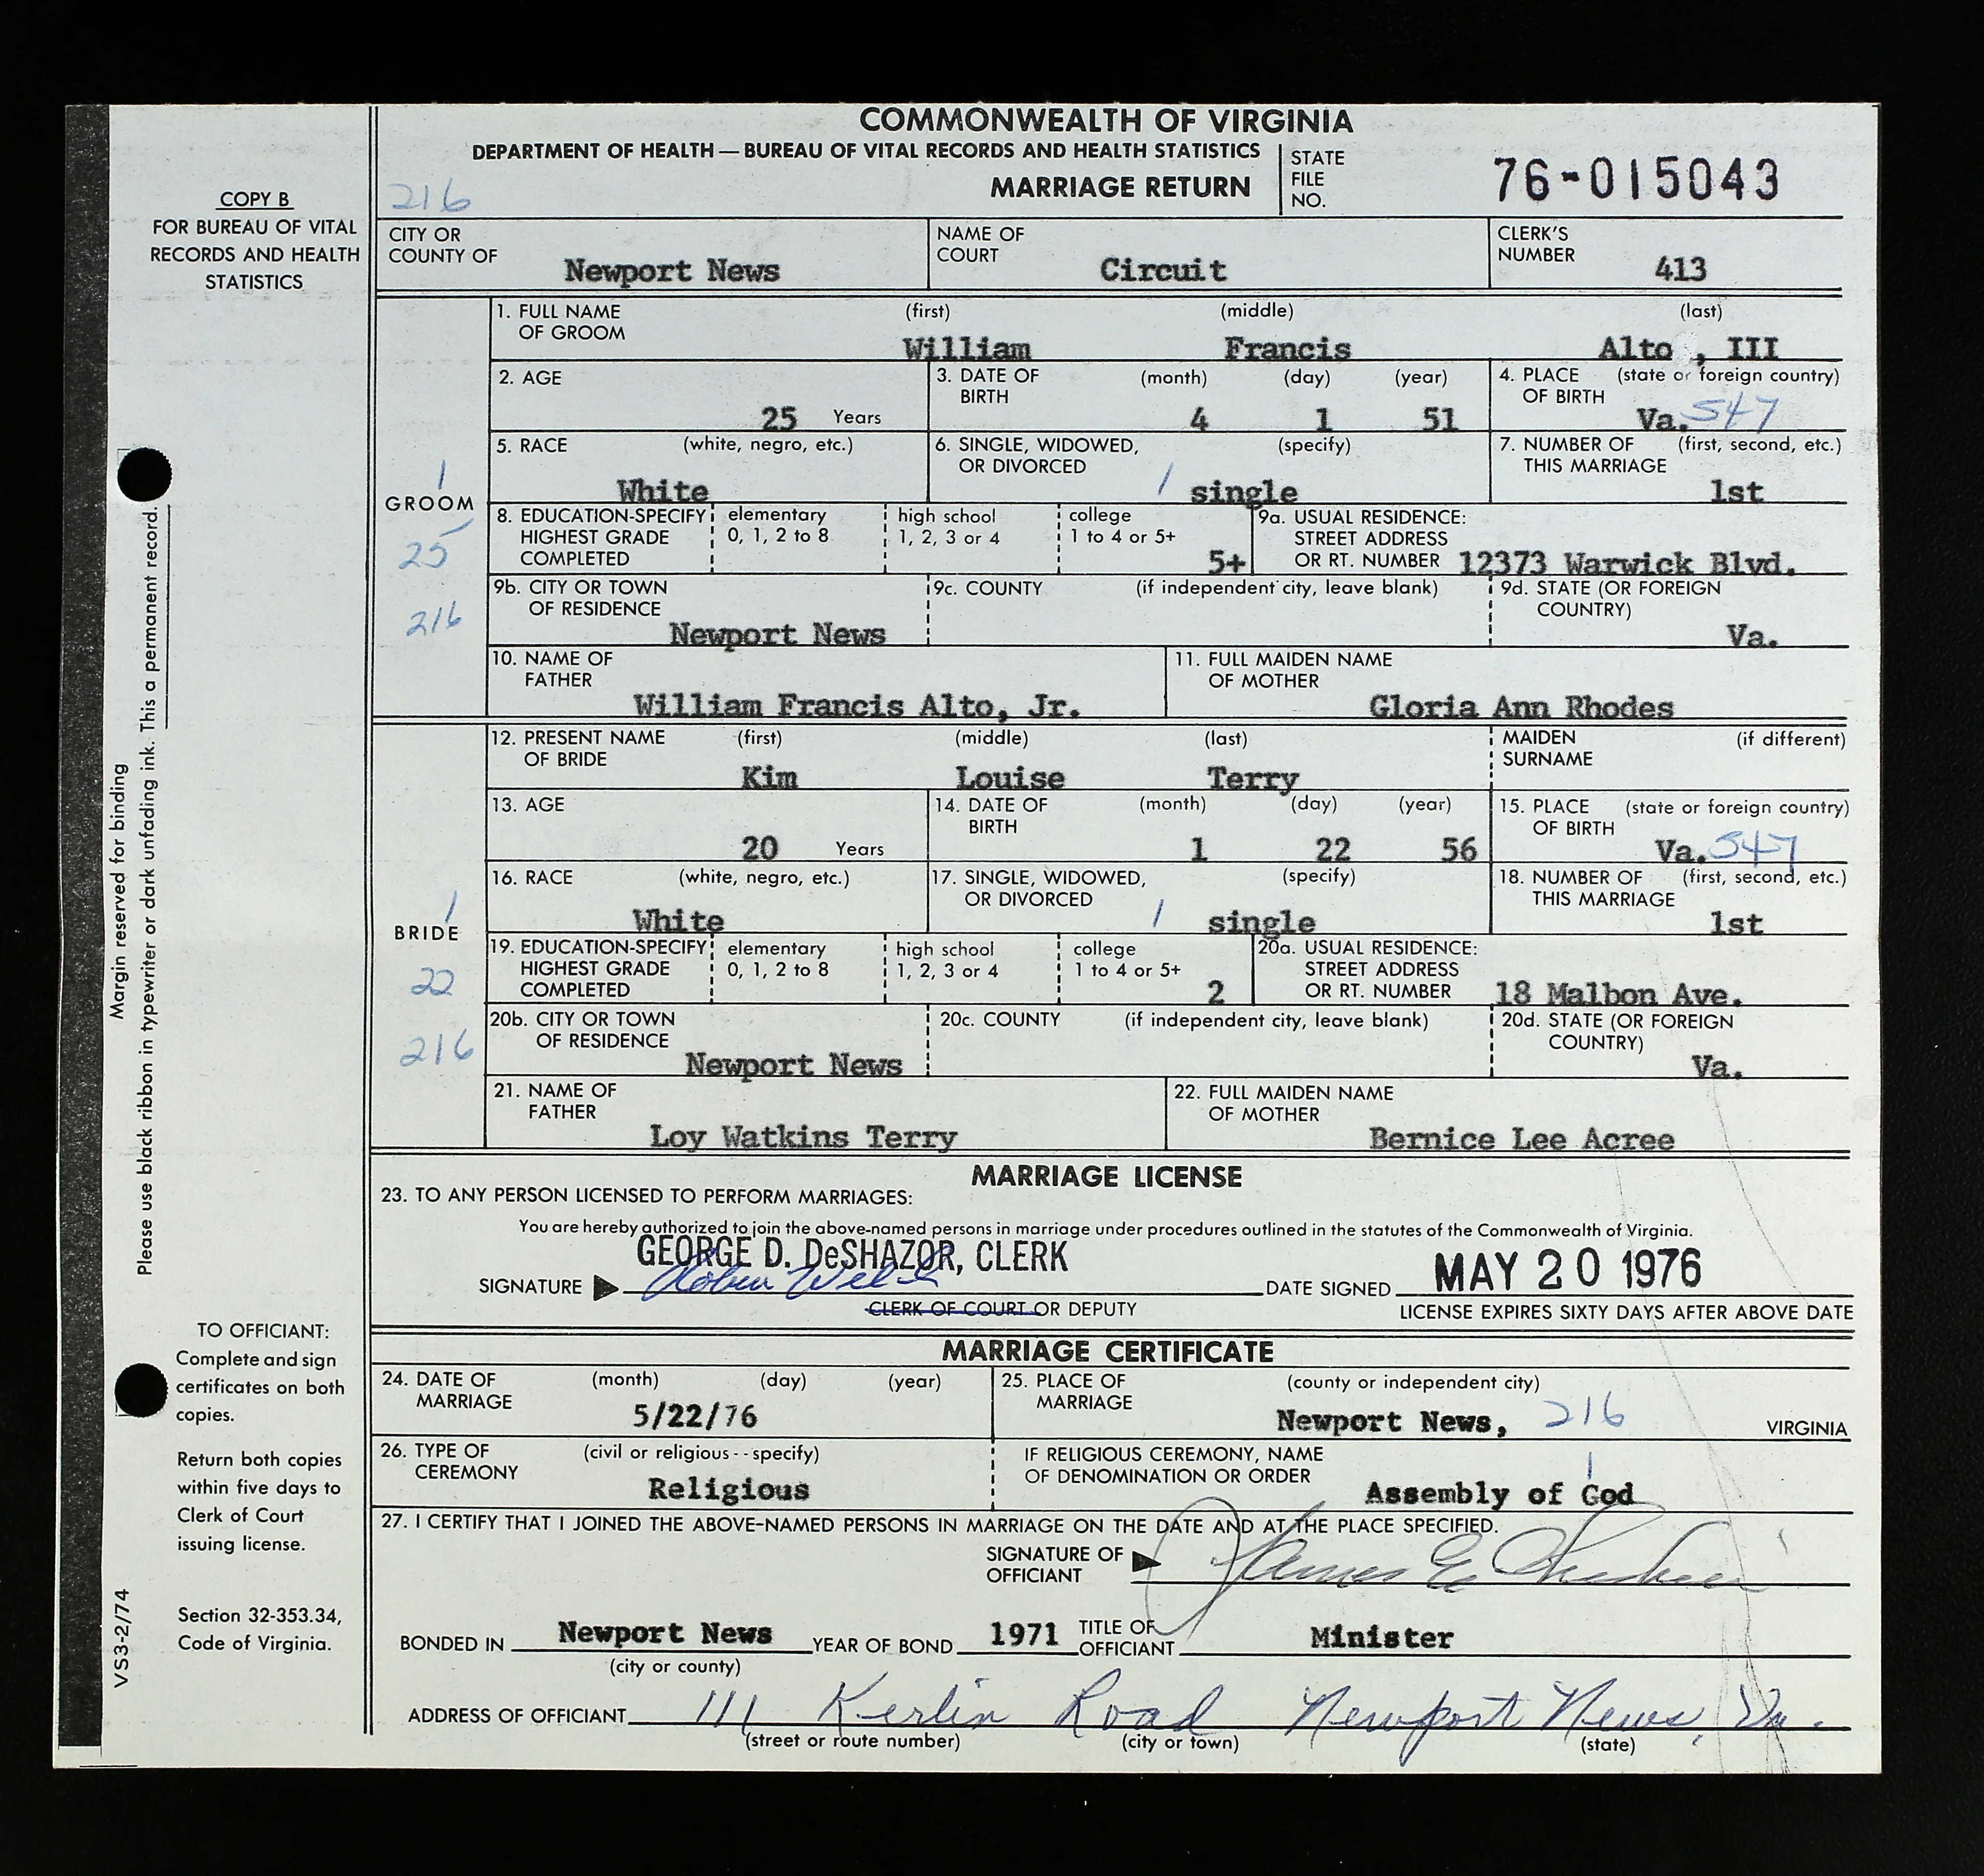 COMMONWEALTH OF VIRGINIA
DEPARTMENT OF HEALTH — BUREAU OF VITAL RECORDS AND HEALTH STATISTICS
216
MARRIAGE RETURN
STATE FILE NO. 76-015043
COPY B
FOR BUREAU OF VITAL
RECORDS AND HEALTH
STATISTICS
CITY OR COUNTY OF Newport News
NAME OF COURT Circuit
CLERK'S NUMBER 413
1. FULL NAME OF GROOM (first) (middle) (last)
William Francis Alto , III
2. AGE 25 Years
3. DATE OF BIRTH (month) (day) (year)
4 1 51
4. PLACE OF BIRTH (state or foreign country)
Va. 547
1
GROOM
25
216
5. RACE (white, negro, etc.)
White
6. SINGLE, WIDOWED, OR DIVORCED (specify)
1 single
7. NUMBER OF THIS MARRIAGE (first, second, etc.)
1st
8. EDUCATION-SPECIFY HIGHEST GRADE COMPLETED
elementary 0, 1, 2 to 8
high school 1, 2, 3 or 4
college 1 to 4 or 5+
5+
9a. USUAL RESIDENCE: STREET ADDRESS OR RT. NUMBER 12373 Warwick Blvd.
9b. CITY OR TOWN OF RESIDENCE
Newport News
9c. COUNTY (if independent city, leave blank)
9d. STATE (OR FOREIGN COUNTRY)
Va.
10. NAME OF FATHER
William Francis Alto, Jr.
11. FULL MAIDEN NAME OF MOTHER
Gloria Ann Rhodes
12. PRESENT NAME OF BRIDE (first) (middle) (last)
Kim Louise Terry
MAIDEN SURNAME (if different)
13. AGE 20 Years
14. DATE OF BIRTH (month) (day) (year)
1 22 56
15. PLACE OF BIRTH (state or foreign country)
Va. 547
1
BRIDE
22
216
16. RACE (white, negro, etc.)
White
17. SINGLE, WIDOWED, OR DIVORCED (specify)
1 single
18. NUMBER OF THIS MARRIAGE (first, second, etc.)
1st
19. EDUCATION-SPECIFY HIGHEST GRADE COMPLETED
elementary 0, 1, 2 to 8
high school 1, 2, 3 or 4
college 1 to 4 or 5+
2
20a. USUAL RESIDENCE: STREET ADDRESS OR RT. NUMBER 18 Malbon Ave.
20b. CITY OR TOWN OF RESIDENCE
Newport News
20c. COUNTY (if independent city, leave blank)
20d. STATE (OR FOREIGN COUNTRY)
Va.
21. NAME OF FATHER
Loy Watkins Terry
22. FULL MAIDEN NAME OF MOTHER
Bernice Lee Acree
MARRIAGE LICENSE
23. TO ANY PERSON LICENSED TO PERFORM MARRIAGES:
You are hereby authorized to join the above-named persons in marriage under procedures outlined in the statutes of the Commonwealth of Virginia.
GEORGE D. DeSHAZOR, CLERK
SIGNATURE
DATE SIGNED MAY 20 1976
CLERK OF COURT OR DEPUTY
LICENSE EXPIRES SIXTY DAYS AFTER ABOVE DATE
MARRIAGE CERTIFICATE
24. DATE OF MARRIAGE (month) (day) (year)
5/22/76
25. PLACE OF MARRIAGE (county or independent city)
Newport News, 216 VIRGINIA
26. TYPE OF CEREMONY (civil or religious--specify)
Religious
IF RELIGIOUS CEREMONY, NAME OF DENOMINATION OR ORDER
1
Assembly of God
27. I CERTIFY THAT I JOINED THE ABOVE-NAMED PERSONS IN MARRIAGE ON THE DATE AND AT THE PLACE SPECIFIED.
SIGNATURE OF OFFICIANT James E
BONDED IN Newport News YEAR OF BOND 1971 TITLE OF OFFICIANT Minister
(city or county)
ADDRESS OF OFFICIANT 111 Kerlin Road Newport News, Va.
(street or route number) (city or town) (state)
Margin reserved for binding
Please use black ribbon in typewriter or dark unfading ink. This a permanent record.
TO OFFICIANT:
Complete and sign
certificates on both
copies.
Return both copies
within five days to
Clerk of Court
issuing license.
Section 32-353.34,
Code of Virginia.
VS3-2/74